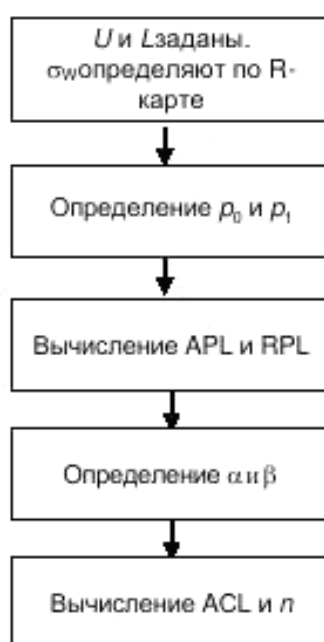 U и Lзаданы.
σWопределяют по R-
карте
Определение p0 и p1
Вычисление APL и RPL
Определение α и β
Вычисление ACL и n